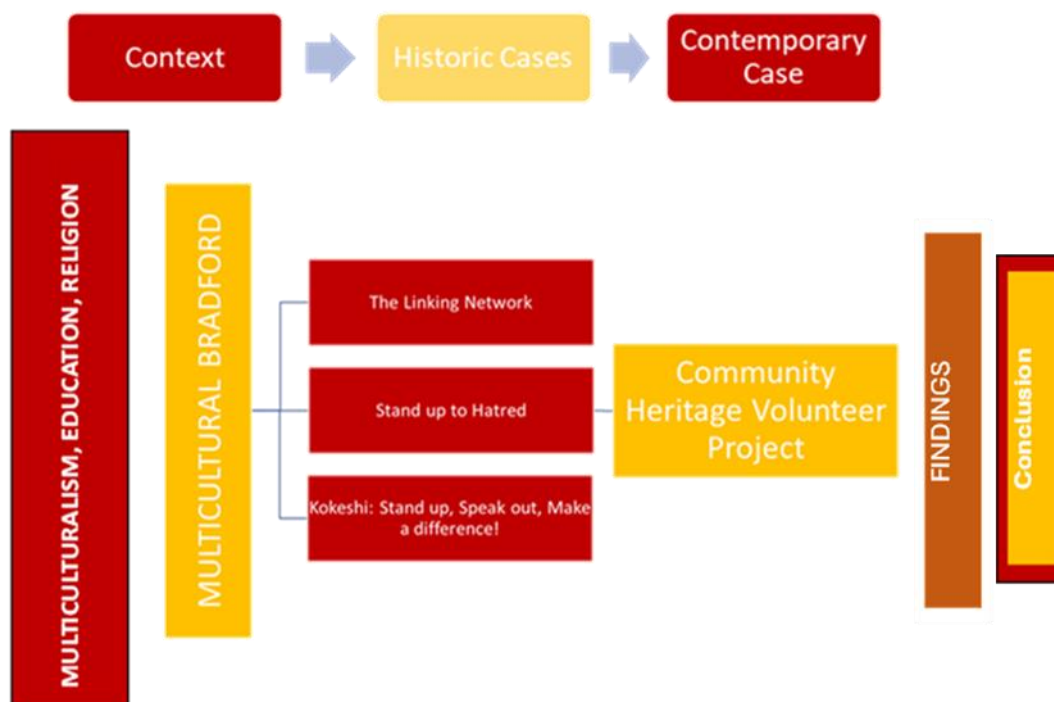 Context
Historic Cases
Contemporary
Case
MULTICULTURALISM, EDUCATION, RELIGION
MULTICULTURAL BRADFORD
The Linking Network
Stand up to Hatred
Kokeshi: Stand up, Speak out, Make
a difference!
Community
Heritage Volunteer
Project
FINDINGS
Conclusion